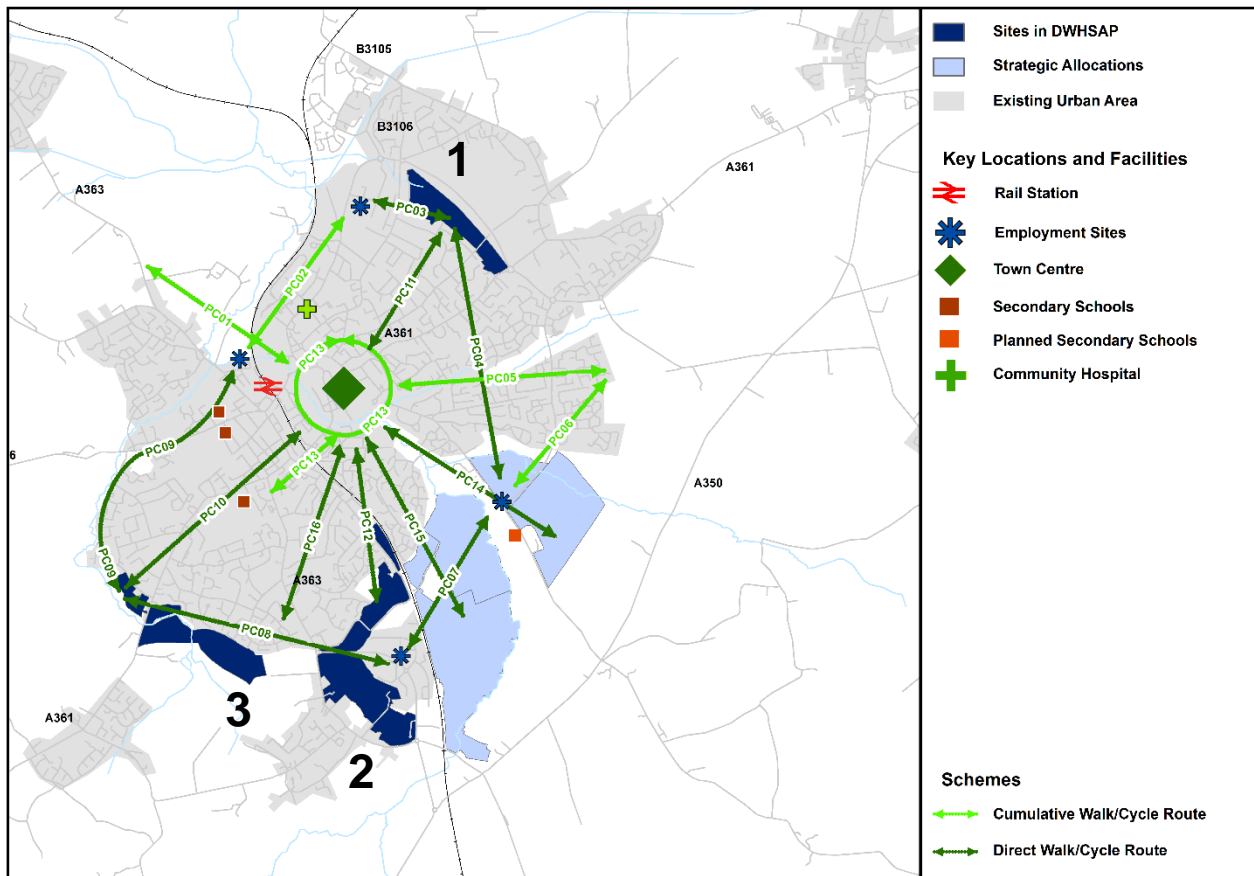 B3105
B3106
1
A361
A363
PC03
PC02
PC11
PC01
A361
PC04
PC13
PC05
PC13
PC06
PC09
PC13
6
PC14
A350
PC10
PC16
PC12
PC15
PC07
PC09
A363
PC08
3
A361
2
Sites in DWHSAP
Strategic Allocations
Existing Urban Area
Key Locations and Facilities
Rail Station
Employment Sites
Town Centre
Secondary Schools
Planned Secondary Schools
Community Hospital
Schemes
Cumulative Walk/Cycle Route
Direct Walk/Cycle Route